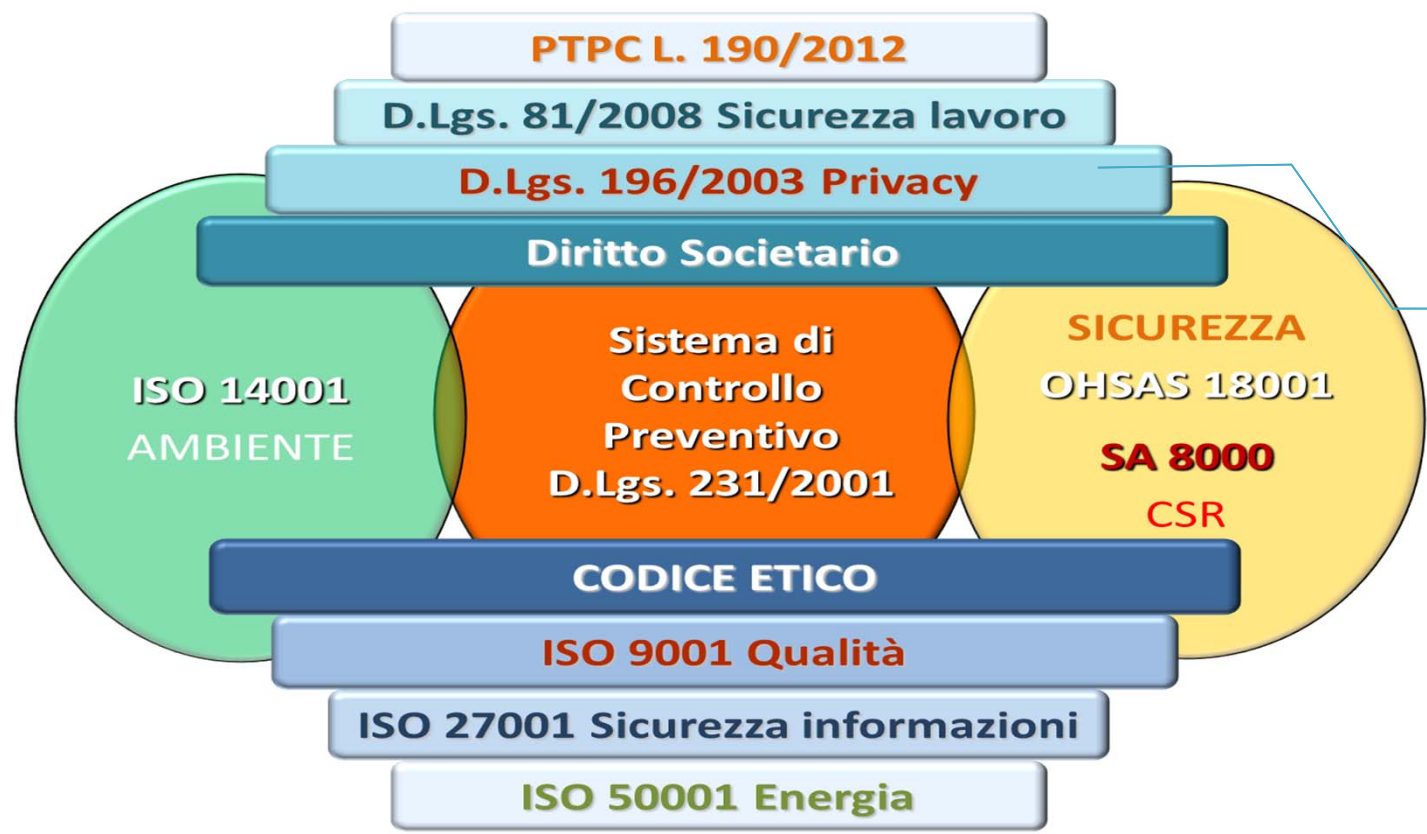 PTPC L. 190/2012
D.Lgs. 81/2008 Sicurezza lavoro
D.Lgs. 196/2003 Privacy
Diritto Societario
ISO 14001
AMBIENTE
Sistema di
Controllo
Preventivo
D.Lgs. 231/2001
SICUREZZA
OHSAS 18001
SA 8000
CSR
CODICE ETICO
ISO 9001 Qualità
ISO 27001 Sicurezza informazioni
ISO 50001 Energia